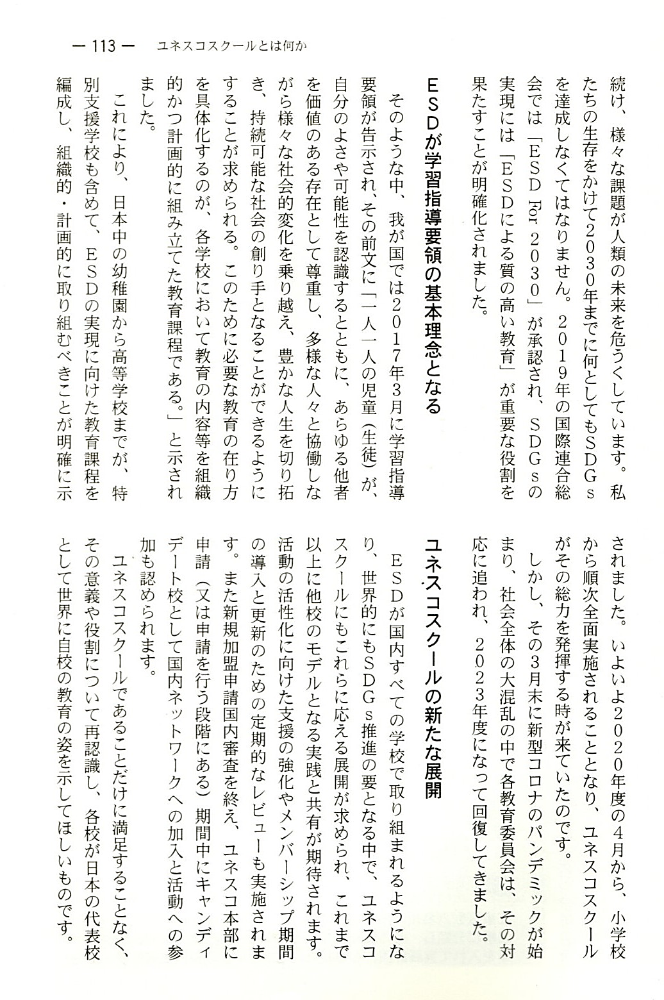 ― 113 ― ユネスコスクールとは何か
続け、様々な課題が人類の未来を危うくしています。私
たちの生存をかけて2030年までに何としてもSDGs
を達成しなくてはなりません。2019年の国際連合総
会では「ESD For 2030」が承認され、SDGsの
実現には「ESDによる質の高い教育」が重要な役割を
果たすことが明確化されました。
ESDが学習指導要領の基本理念となる
そのような中、我が国では2017年3月に学習指導
要領が告示され、その前文に「一人一人の児童(生徒)が、
自分のよさや可能性を認識するとともに、あらゆる他者
を価値のある存在として尊重し、多様な人々と協働しな
がら様々な社会的変化を乗り越え、豊かな人生を切り拓
き、持続可能な社会の創り手となることができるように
することが求められる。このために必要な教育の在り方
を具体化するのが、各学校において教育の内容等を組織
的かつ計画的に組み立てた教育課程である。」と示され
ました。
これにより、日本中の幼稚園から高等学校までが、特
別支援学校も含めて、ESDの実現に向けた教育課程を
編成し、組織的・計画的に取り組むべきことが明確に示
されました。いよいよ2020年度の4月から、小学校
から順次全面実施されることとなり、ユネスコスクール
がその総力を発揮する時が来ていたのです。
しかし、その3月末に新型コロナのパンデミックが始
まり、社会全体の大混乱の中で各教育委員会は、その対
応に追われ、2023年度になって回復してきました。
ユネスコスクールの新たな展開
ESDが国内すべての学校で取り組まれるようにな
り、世界的にもSDGs推進の要となる中で、ユネスコ
スクールにもこれらに応える展開が求められ、これまで
以上に他校のモデルとなる実践と共有が期待されます。
活動の活性化に向けた支援の強化やメンバーシップ期間
の導入と更新のための定期的なレビューも実施されま
す。また新規加盟申請国内審査を終え、ユネスコ本部に
申請(又は申請を行う段階にある)期間中にキャンディ
デート校として国内ネットワークへの加入と活動への参
加も認められます。
ユネスコスクールであることだけに満足することなく、
その意義や役割について再認識し、各校が日本の代表校
として世界に自校の教育の姿を示してほしいものです。